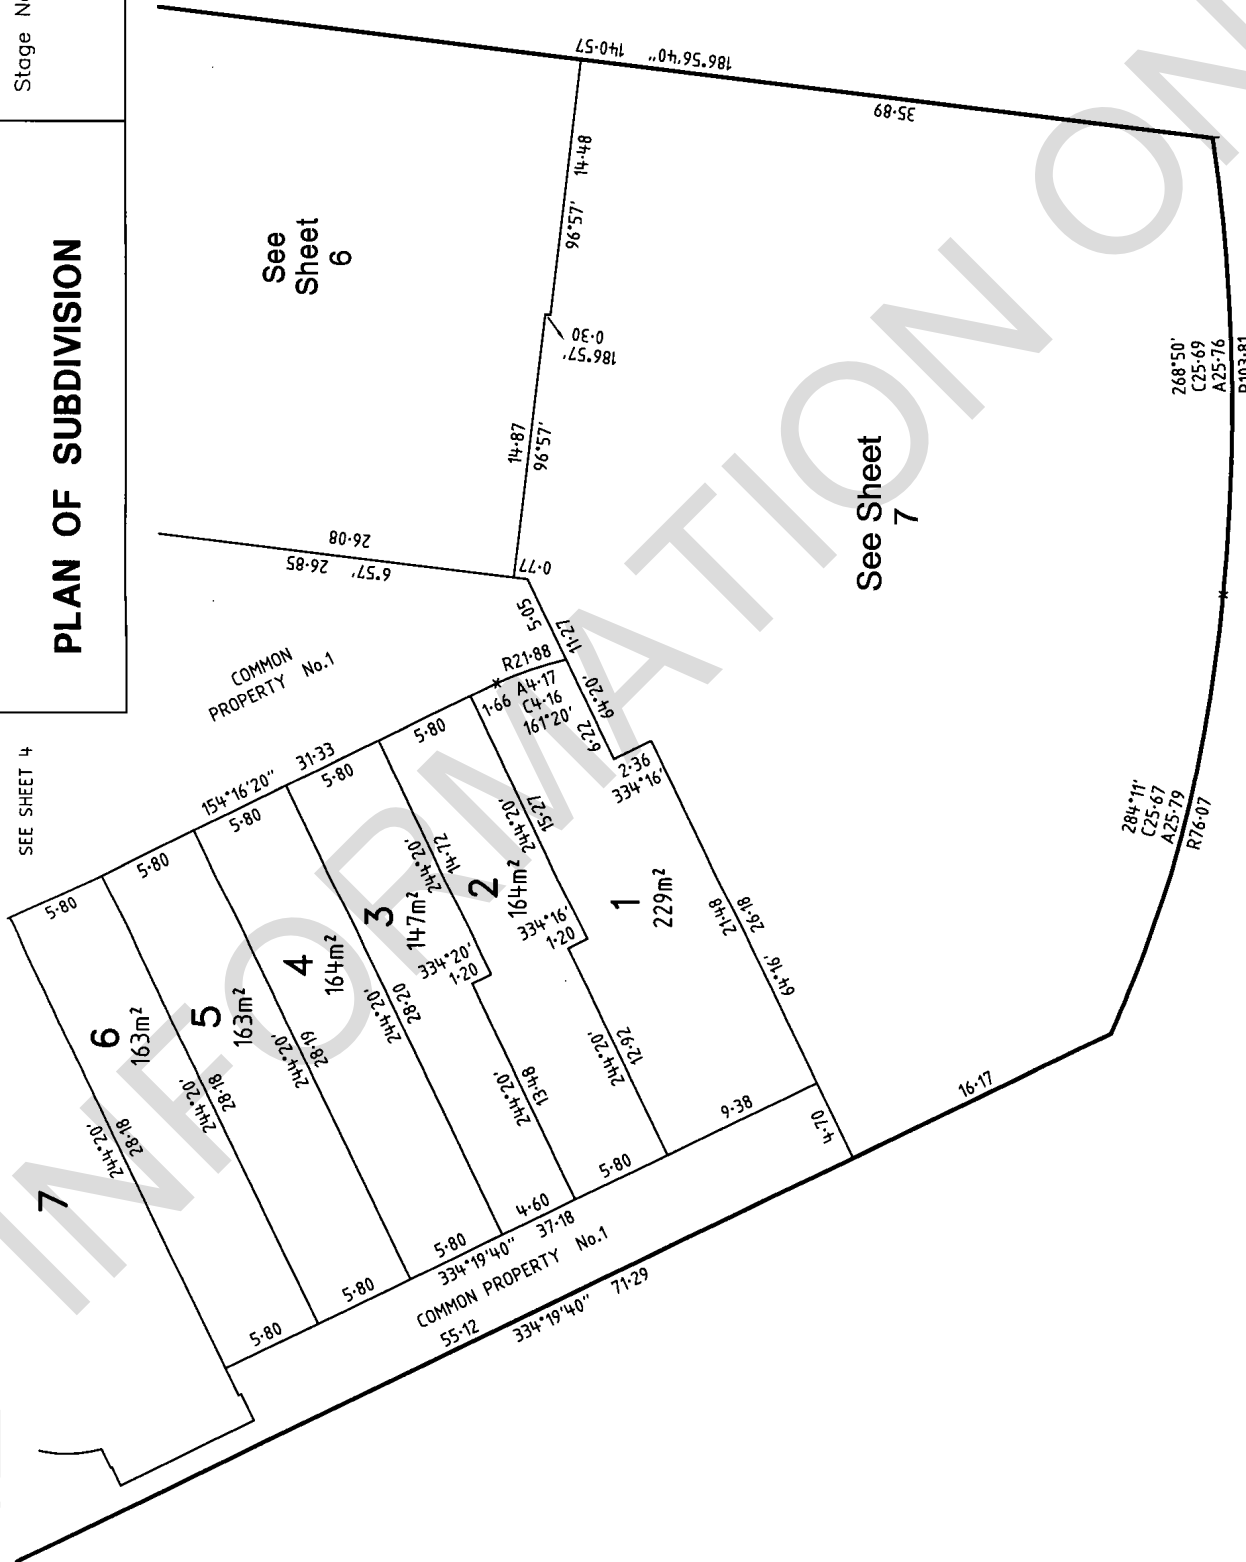 Stage No
PLAN OF SUBDIVISION
SEE SHEET 4
See
Sheet
6
186°56'40" 140·57
35·89
14·48
96°57'
0·30
186°57'
14·87
96°57'
26·08
26·85
6°57'
0·77
5·05
11·27
COMMON
PROPERTY No.1
R21·88
A4·17
C4·16
161°20'
1·66
64°20'
6·22
2·36
334°16'
154°16'20" 31·33
5·80
5·80
5·80
5·80
5·80
7
244°20'
28·18
6
163m²
244°20'
28·18
5
163m²
244°20'
28·19
4
164m²
244°20'
28·20
3
147m²
244°20'
14·72
334°20'
1·20
244°20'
13·48
2
164m²
244°20'
15·27
334°16'
1·20
244°20'
12·92
1
229m²
21·48
26·18
64°16'
4·70
9·38
5·80
4·60
5·80
5·80
5·80
334°19'40" 37·18
COMMON PROPERTY No.1
55·12
334°19'40" 71·29
16·17
See Sheet
7
284°11'
C25·67
A25·79
R76·07
268°50'
C25·69
A25·76
R103·81
INFORMATION ON